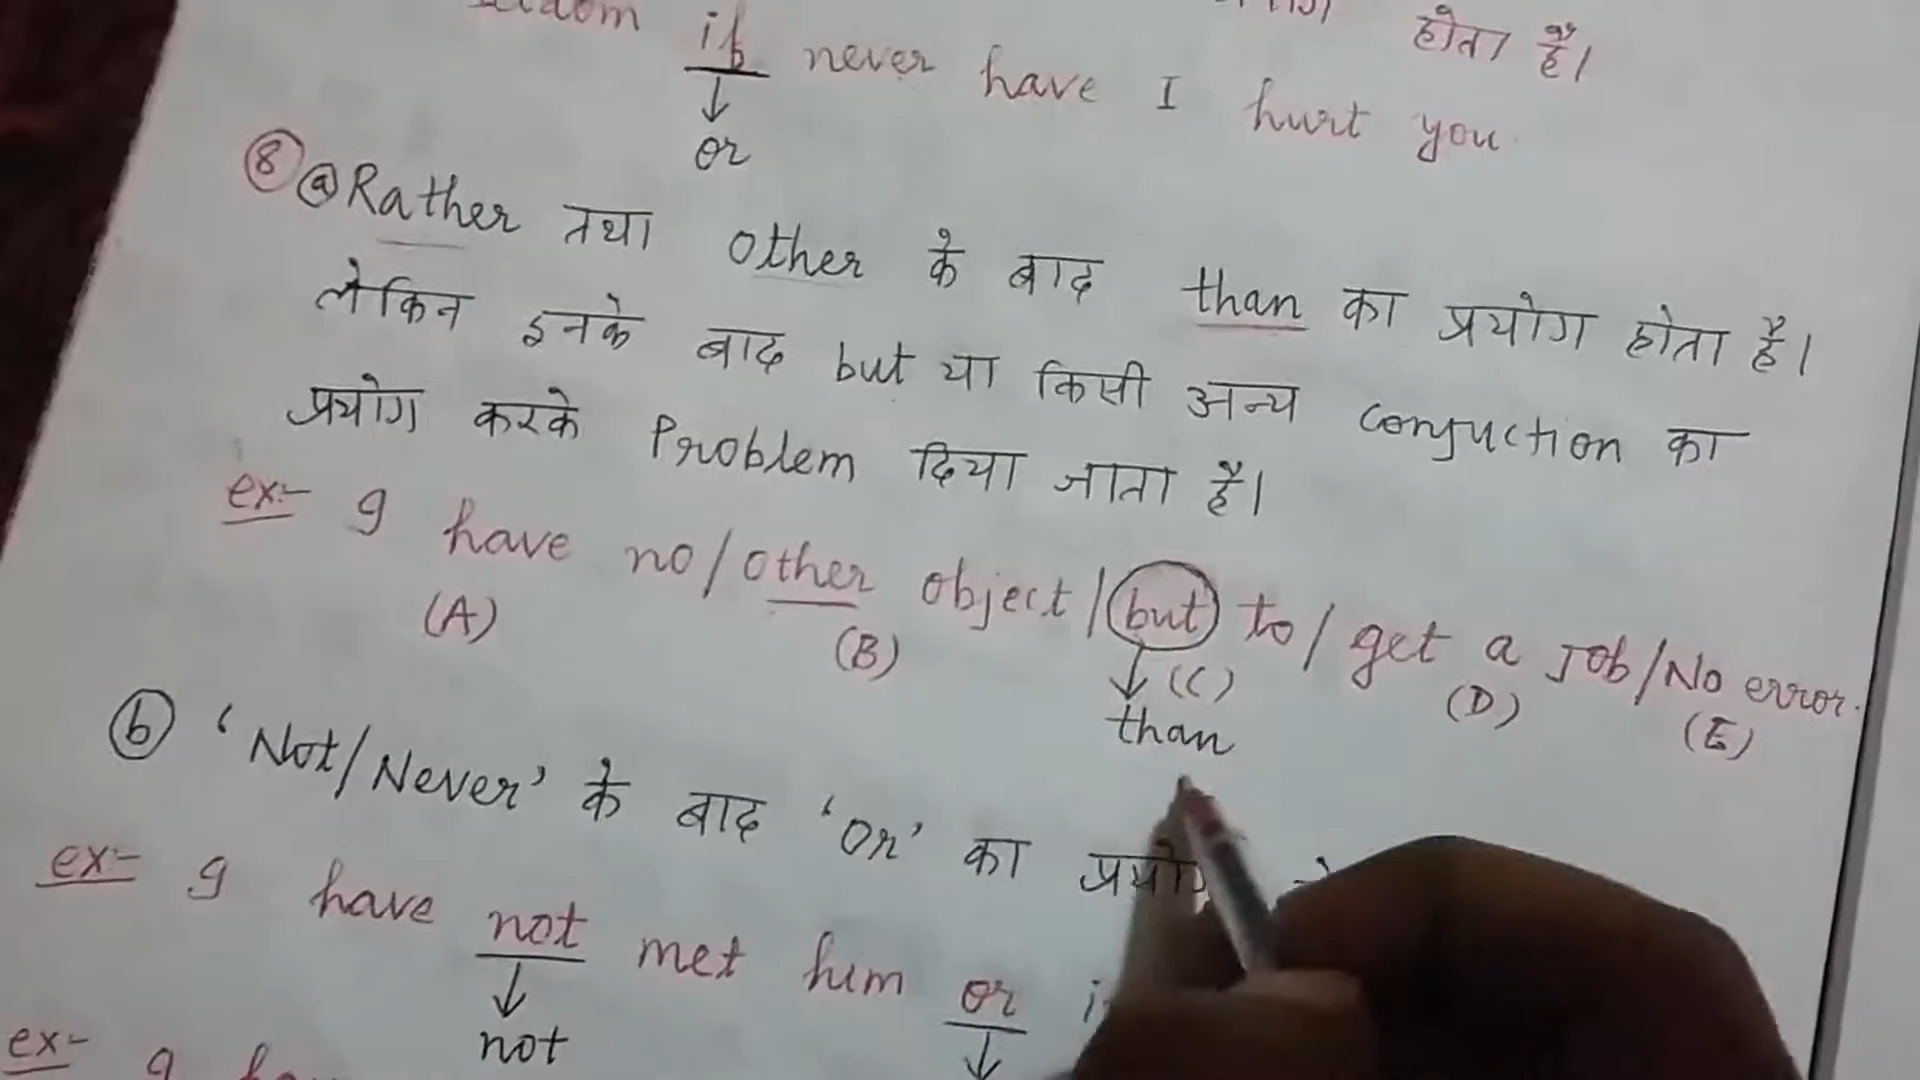 if never have I hurt you
होता है।
or
8 a Rather तथा Other के बाद than का प्रयोग होता है।
लेकिन इनके बाद but या किसी अन्य conjuction का
प्रयोग करके Problem दिया जाता है।
ex:- I have no/other object/but to/get a Job/No error.
(A) (B) (C) (D) (E)
than
b 'Not/Never' के बाद 'Or' का
ex- I have not met him or
not
ex- I